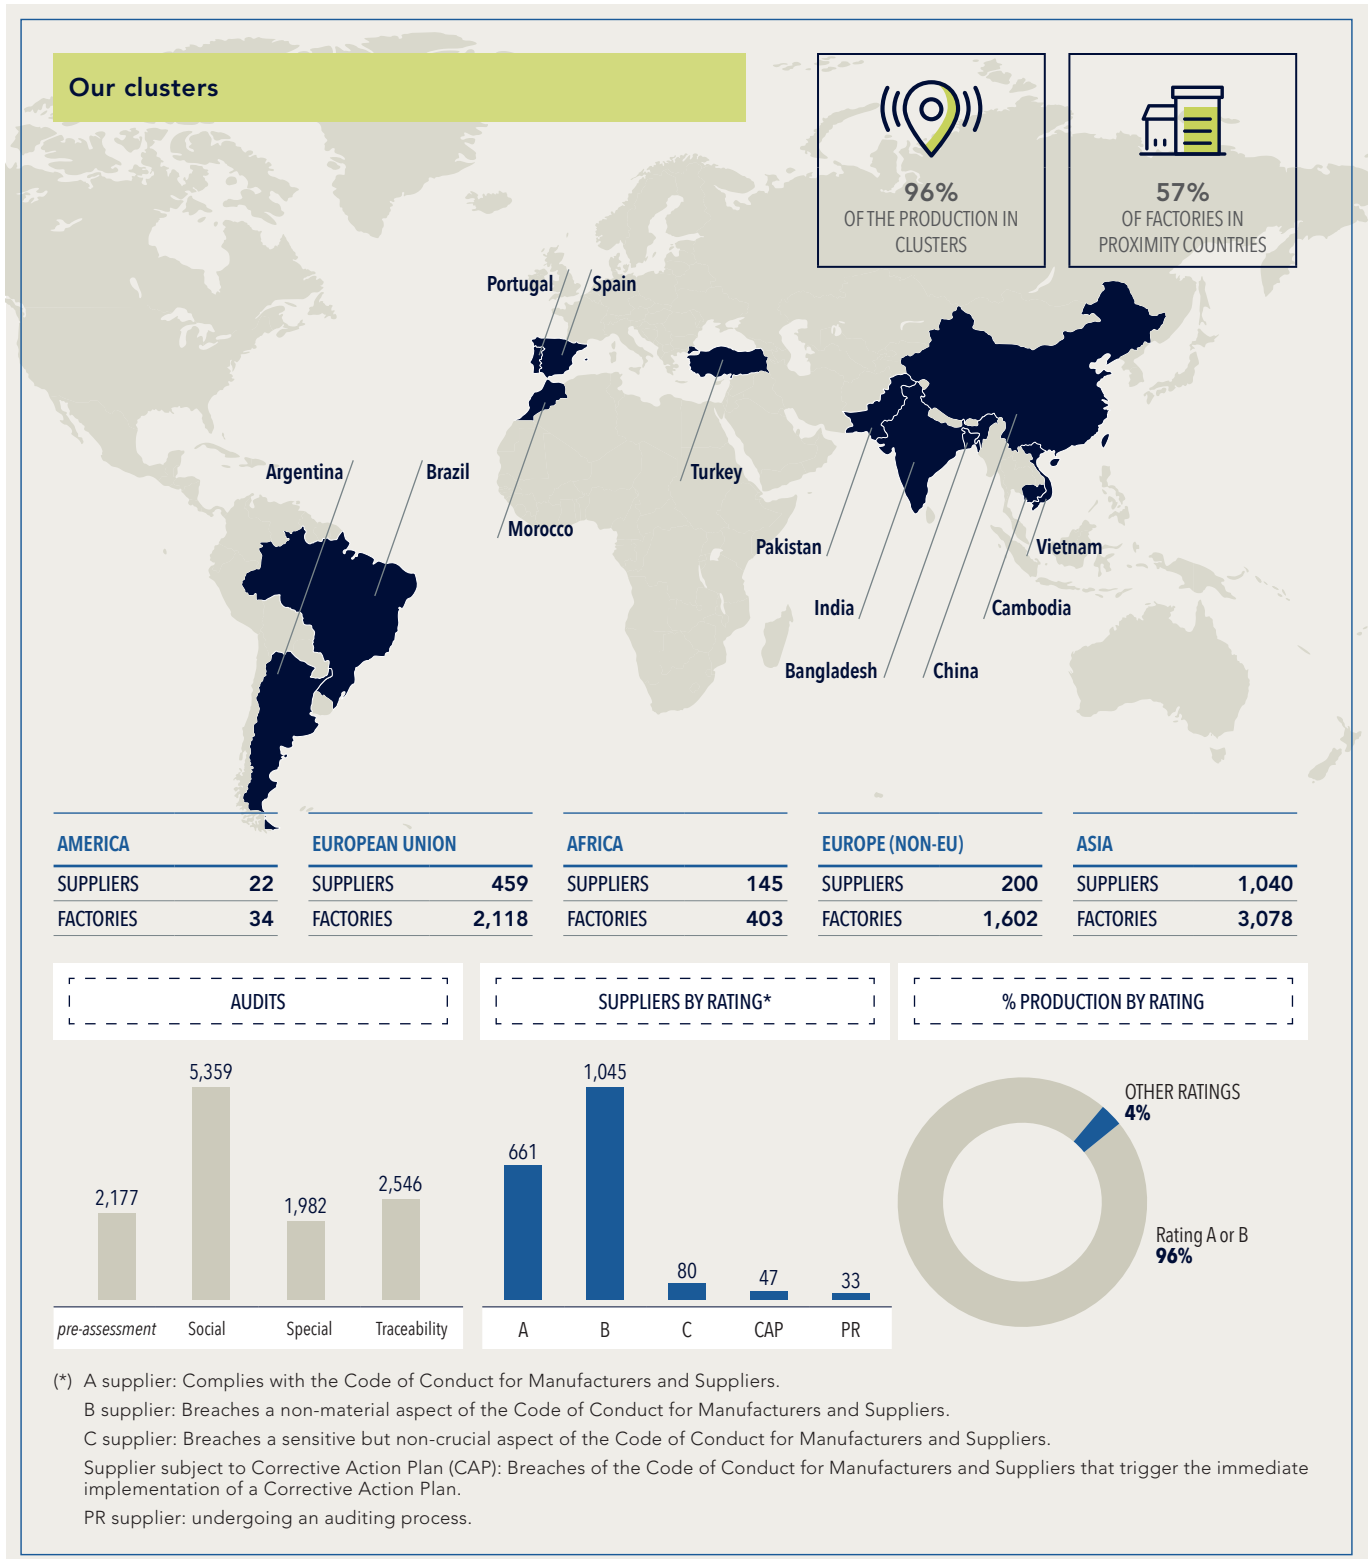 Our clusters
96%
OF THE PRODUCTION IN
CLUSTERS
57%
OF FACTORIES IN
PROXIMITY COUNTRIES
Portugal
Spain
Argentina
Brazil
Turkey
Morocco
Pakistan
Vietnam
India
Cambodia
Bangladesh
China
AMERICA
SUPPLIERS 22
FACTORIES 34
EUROPEAN UNION
SUPPLIERS 459
FACTORIES 2,118
AFRICA
SUPPLIERS 145
FACTORIES 403
EUROPE (NON-EU)
SUPPLIERS 200
FACTORIES 1,602
ASIA
SUPPLIERS 1,040
FACTORIES 3,078
AUDITS
2,177
5,359
1,982
2,546
pre-assessment Social Special Traceability
SUPPLIERS BY RATING*
661
1,045
80
47
33
A B C CAP PR
% PRODUCTION BY RATING
OTHER RATINGS
4%
Rating A or B
96%
(*) A supplier: Complies with the Code of Conduct for Manufacturers and Suppliers.
B supplier: Breaches a non-material aspect of the Code of Conduct for Manufacturers and Suppliers.
C supplier: Breaches a sensitive but non-crucial aspect of the Code of Conduct for Manufacturers and Suppliers.
Supplier subject to Corrective Action Plan (CAP): Breaches of the Code of Conduct for Manufacturers and Suppliers that trigger the immediate
implementation of a Corrective Action Plan.
PR supplier: undergoing an auditing process.